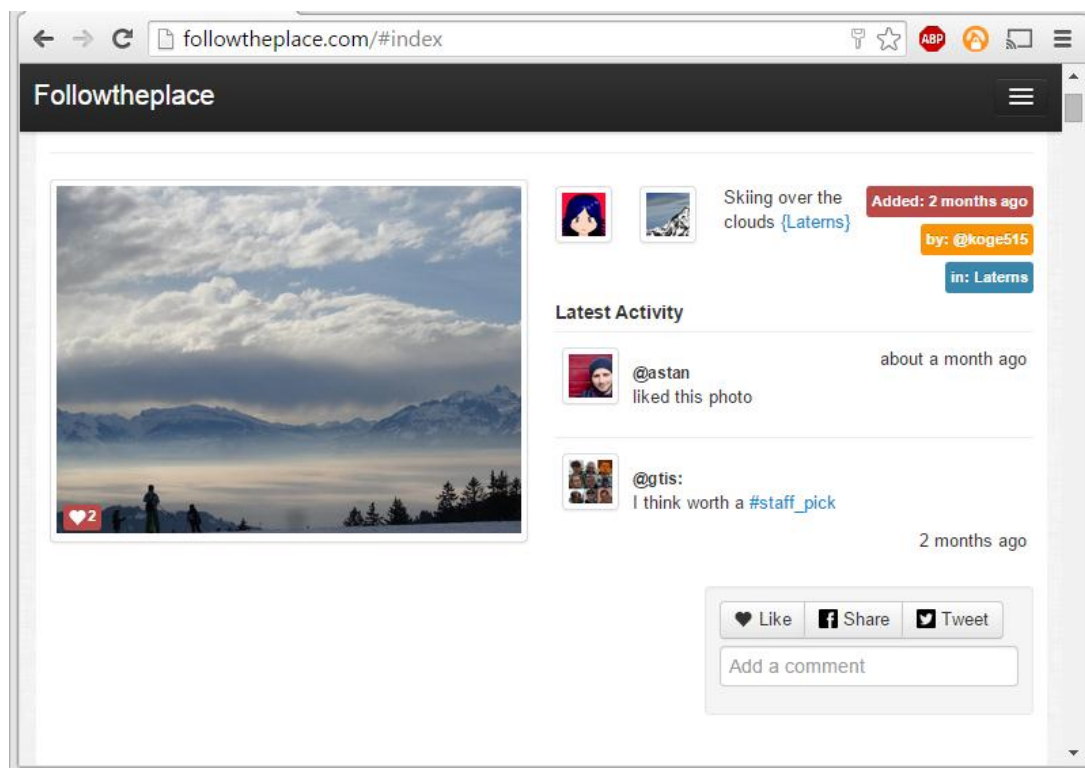 followtheplace.com/#index
ABP
Followtheplace
2
Skiing over the
clouds {Laterns}
Added: 2 months ago
by: @koge515
in: Laterns
Latest Activity
@astan
liked this photo
about a month ago
@gtis:
I think worth a #staff_pick
2 months ago
Like
Share
Tweet
Add a comment